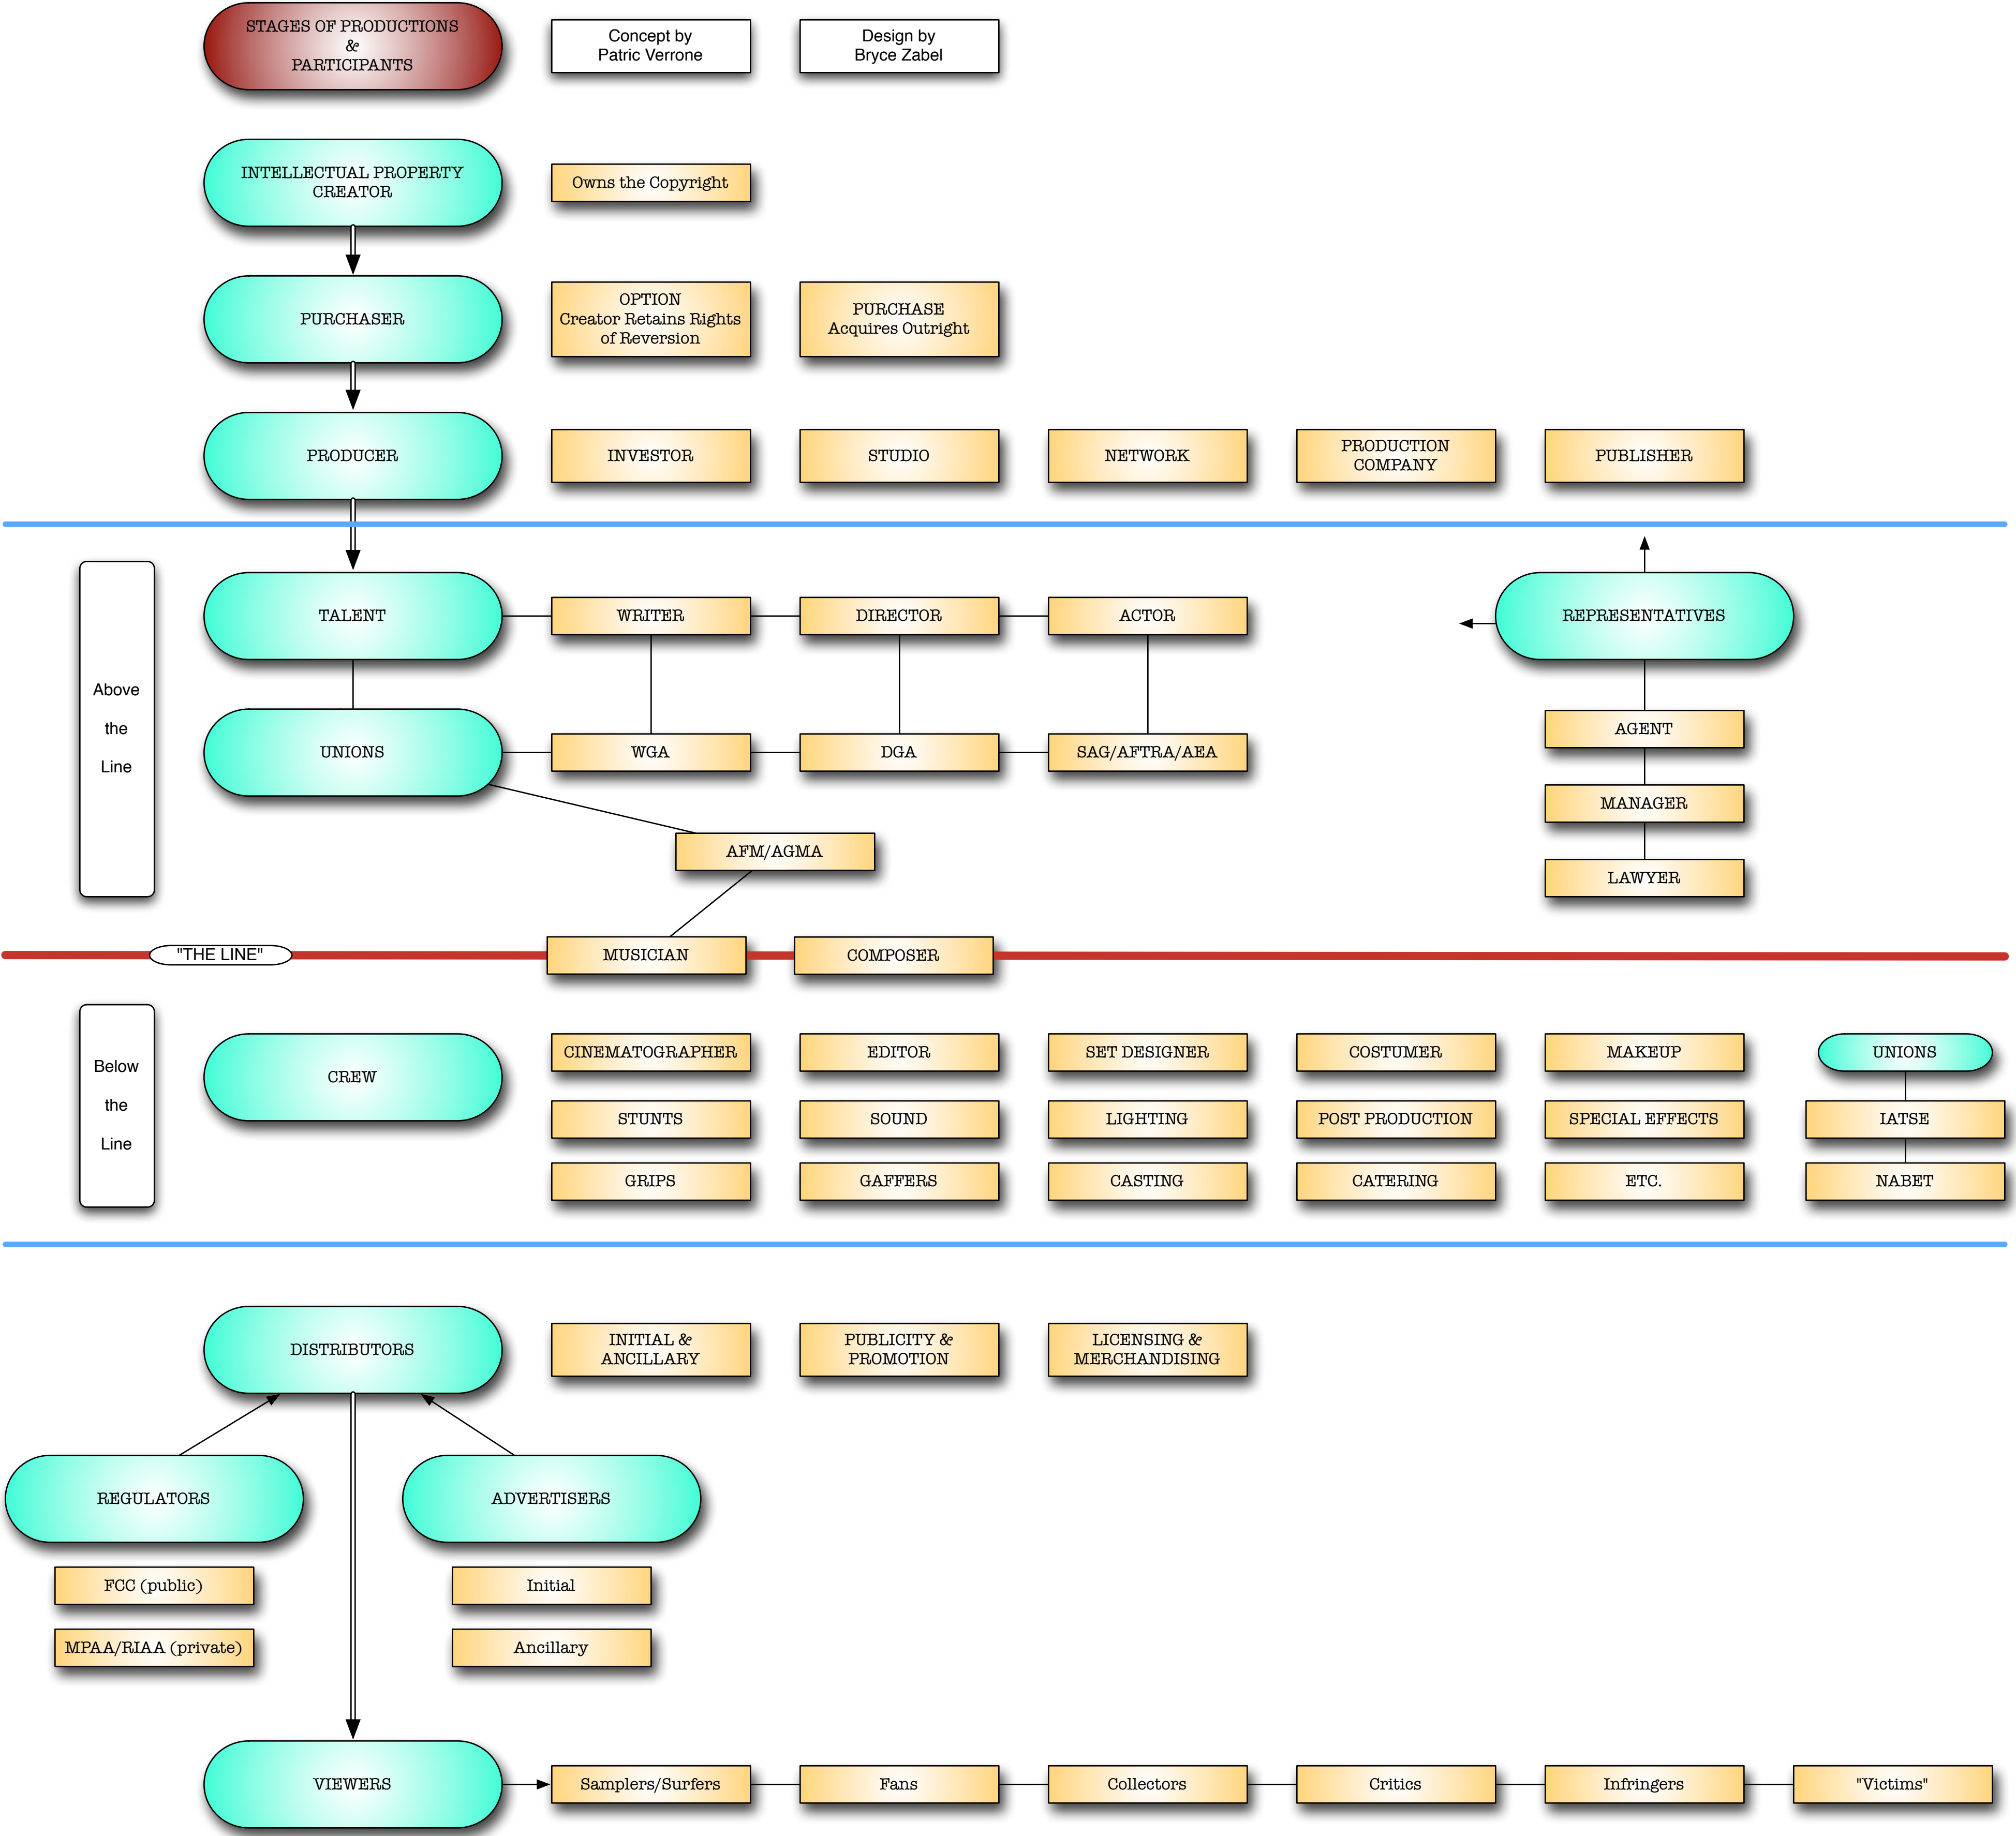 STAGES OF PRODUCTIONS
&
PARTICIPANTS
Concept by
Patric Verrone
Design by
Bryce Zabel
INTELLECTUAL PROPERTY
CREATOR
Owns the Copyright
PURCHASER
OPTION
Creator Retains Rights
of Reversion
PURCHASE
Acquires Outright
PRODUCER
INVESTOR
STUDIO
NETWORK
PRODUCTION
COMPANY
PUBLISHER
Above
the
Line
TALENT
WRITER
DIRECTOR
ACTOR
REPRESENTATIVES
UNIONS
WGA
DGA
SAG/AFTRA/AEA
AGENT
MANAGER
LAWYER
AFM/AGMA
"THE LINE"
MUSICIAN
COMPOSER
Below
the
Line
CREW
CINEMATOGRAPHER
EDITOR
SET DESIGNER
COSTUMER
MAKEUP
UNIONS
STUNTS
SOUND
LIGHTING
POST PRODUCTION
SPECIAL EFFECTS
IATSE
GRIPS
GAFFERS
CASTING
CATERING
ETC.
NABET
DISTRIBUTORS
INITIAL &
ANCILLARY
PUBLICITY &
PROMOTION
LICENSING &
MERCHANDISING
REGULATORS
ADVERTISERS
FCC (public)
Initial
MPAA/RIAA (private)
Ancillary
VIEWERS
Samplers/Surfers
Fans
Collectors
Critics
Infringers
"Victims"